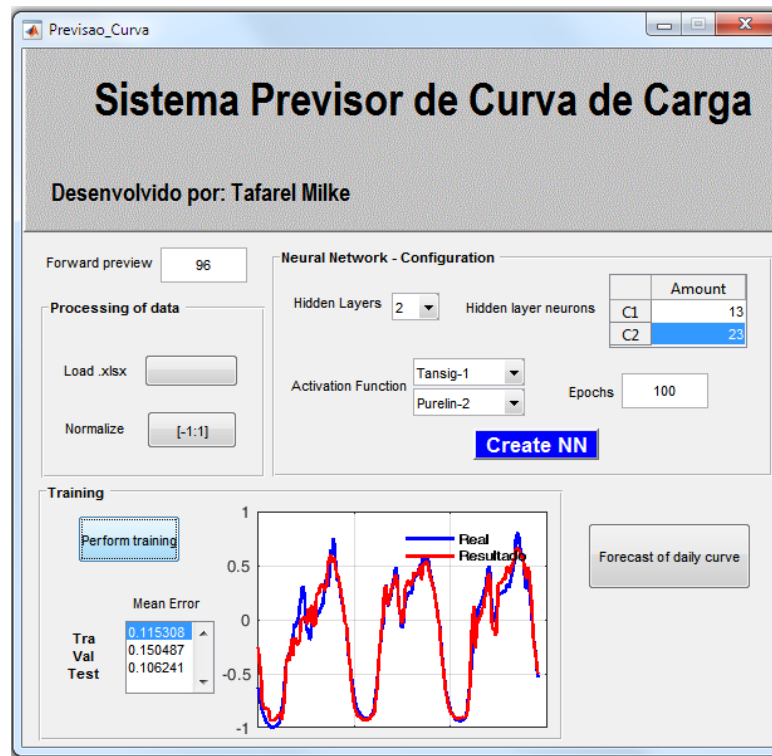 Previsao_Curva
Sistema Previsor de Curva de Carga
Desenvolvido por: Tafarel Milke
Forward preview 96
Processing of data
Load .xlsx
Normalize [-1:1]
Neural Network - Configuration
Hidden Layers 2
Hidden layer neurons
Amount
C1 13
C2 23
Activation Function Tansig-1
Purelin-2
Epochs 100
Create NN
Training
Perform training
Mean Error
Tra 0.115308
Val 0.150487
Test 0.106241
1
0.5
0
-0.5
-1
Real
Resultado
Forecast of daily curve